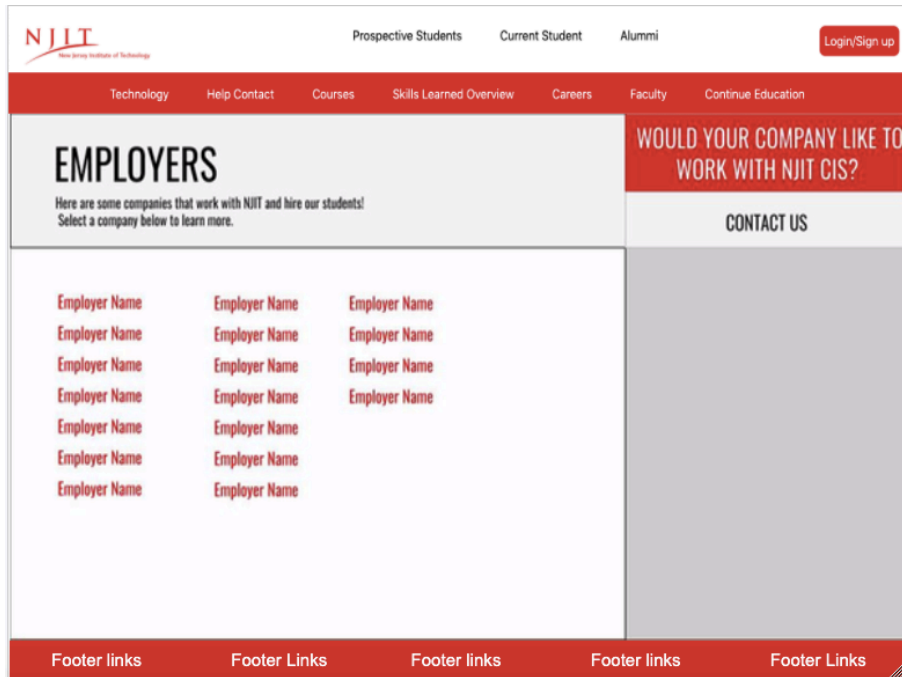 NJIT
New Jersey Institute of Technology
Prospective Students Current Student Alumni
Login/Sign up
Technology Help Contact Courses Skills Learned Overview Careers Faculty Continue Education
EMPLOYERS
Here are some companies that work with NJIT and hire our students!
Select a company below to learn more.
WOULD YOUR COMPANY LIKE TO
WORK WITH NJIT CIS?
CONTACT US
Employer Name Employer Name Employer Name
Employer Name Employer Name Employer Name
Employer Name Employer Name Employer Name
Employer Name Employer Name Employer Name
Employer Name Employer Name
Employer Name Employer Name
Employer Name Employer Name
Footer links Footer Links Footer links Footer links Footer Links